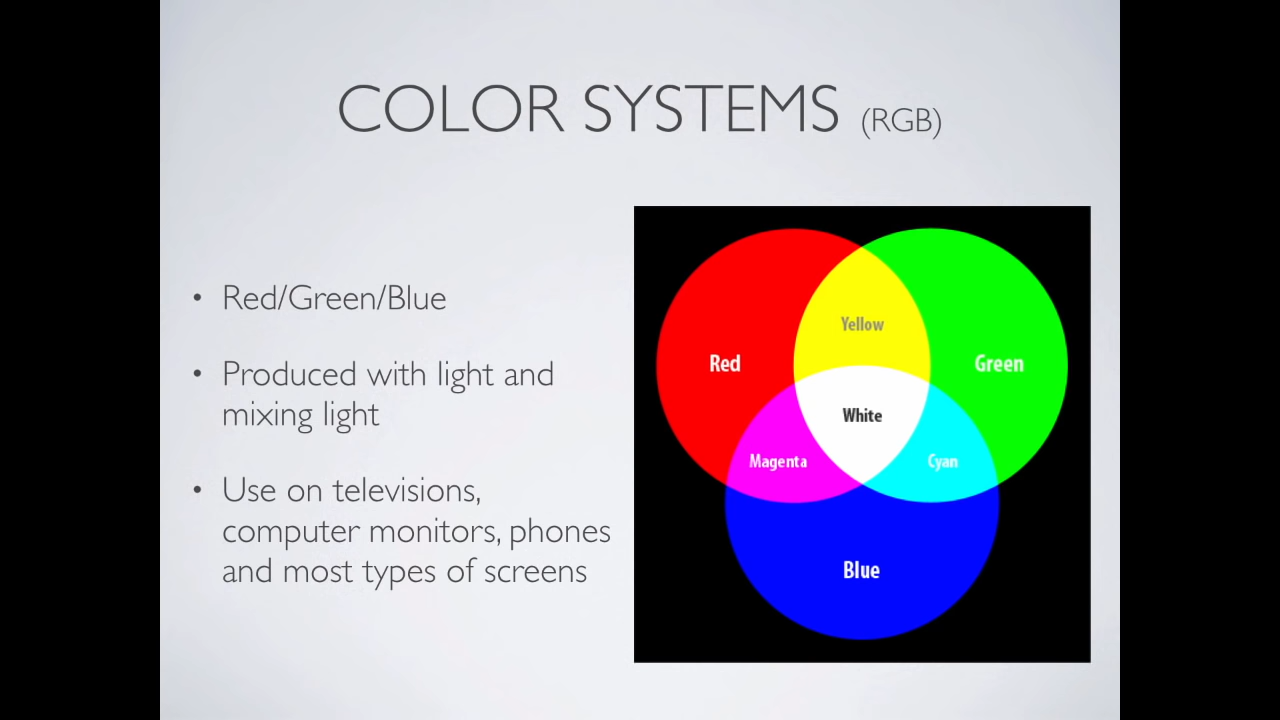 COLOR SYSTEMS (RGB)
• Red/Green/Blue
• Produced with light and
mixing light
• Use on televisions,
computer monitors, phones
and most types of screens
Yellow
Red
Green
White
Magenta
Cyan
Blue